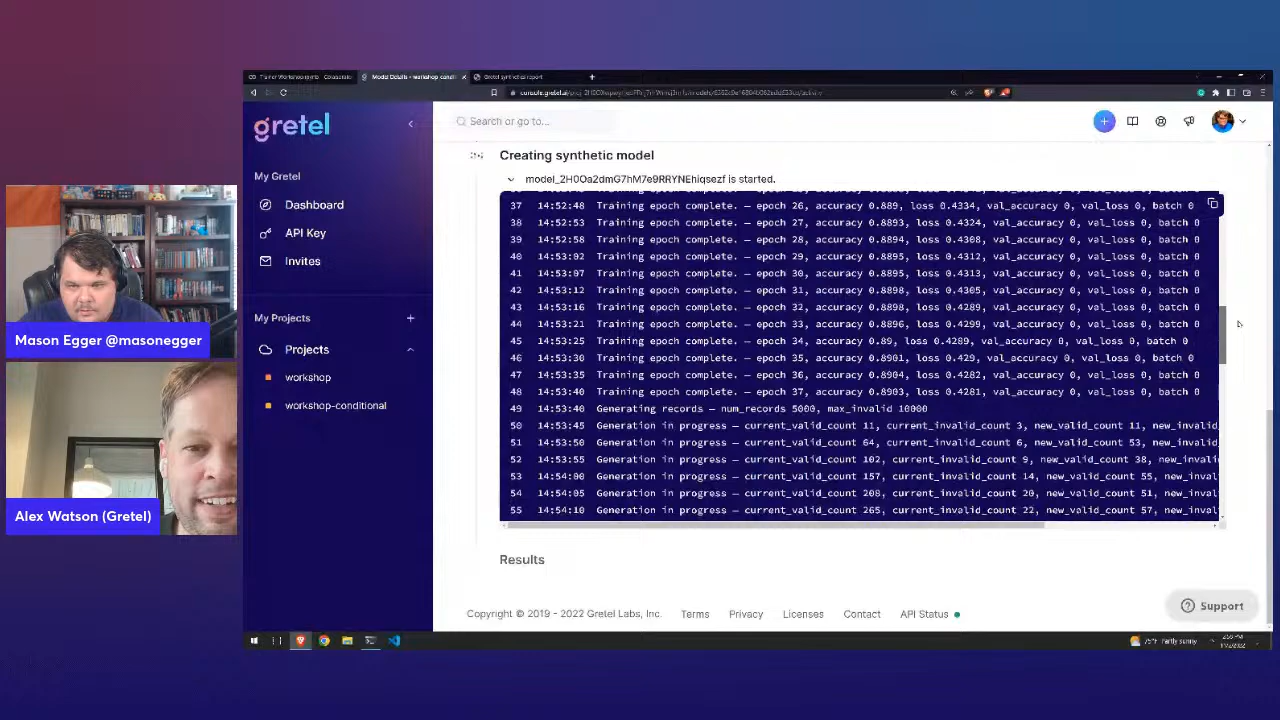 Model Details - workshop-condi
Gretel synthetic report
gretel
Search or go to...
My Gretel
Dashboard
API Key
Invites
My Projects
Projects
workshop
workshop-conditional
Creating synthetic model
is started.
37 14:52:48 Training epoch complete. — epoch 26, accuracy 0.889, loss 0.4334, val_accuracy 0, val_loss 0, batch 0
38 14:52:53 Training epoch complete. — epoch 27, accuracy 0.8893, loss 0.4324, val_accuracy 0, val_loss 0, batch 0
39 14:52:58 Training epoch complete. — epoch 28, accuracy 0.8894, loss 0.4308, val_accuracy 0, val_loss 0, batch 0
40 14:53:02 Training epoch complete. — epoch 29, accuracy 0.8895, loss 0.4312, val_accuracy 0, val_loss 0, batch 0
41 14:53:07 Training epoch complete. — epoch 30, accuracy 0.8895, loss 0.4313, val_accuracy 0, val_loss 0, batch 0
42 14:53:12 Training epoch complete. — epoch 31, accuracy 0.8898, loss 0.4305, val_accuracy 0, val_loss 0, batch 0
43 14:53:16 Training epoch complete. — epoch 32, accuracy 0.8898, loss 0.4299, val_accuracy 0, val_loss 0, batch 0
44 14:53:21 Training epoch complete. — epoch 33, accuracy 0.8896, loss 0.4299, val_accuracy 0, val_loss 0, batch 0
45 14:53:25 Training epoch complete. — epoch 34, accuracy 0.89, loss 0.4289, val_accuracy 0, val_loss 0, batch 0
46 14:53:30 Training epoch complete. — epoch 35, accuracy 0.8901, loss 0.429, val_accuracy 0, val_loss 0, batch 0
47 14:53:35 Training epoch complete. — epoch 36, accuracy 0.8904, loss 0.4282, val_accuracy 0, val_loss 0, batch 0
48 14:53:40 Training epoch complete. — epoch 37, accuracy 0.8903, loss 0.4281, val_accuracy 0, val_loss 0, batch 0
49 14:53:40 Generating records — num_records 5000, max_invalid 10000
50 14:53:45 Generation in progress — current_valid_count 11, current_invalid_count 3, new_valid_count 11, new_invalid
51 14:53:50 Generation in progress — current_valid_count 64, current_invalid_count 6, new_valid_count 53, new_invalid
52 14:53:55 Generation in progress — current_valid_count 102, current_invalid_count 9, new_valid_count 38, new_invali
53 14:54:00 Generation in progress — current_valid_count 157, current_invalid_count 14, new_valid_count 55, new_inval
54 14:54:05 Generation in progress — current_valid_count 208, current_invalid_count 20, new_valid_count 51, new_inval
55 14:54:10 Generation in progress — current_valid_count 265, current_invalid_count 22, new_valid_count 57, new_inval
Results
Copyright © 2019 - 2022 Gretel Labs, Inc. Terms Privacy Licenses Contact API Status
Support
75°F Partly sunny
Mason Egger @masonegger
Alex Watson (Gretel)